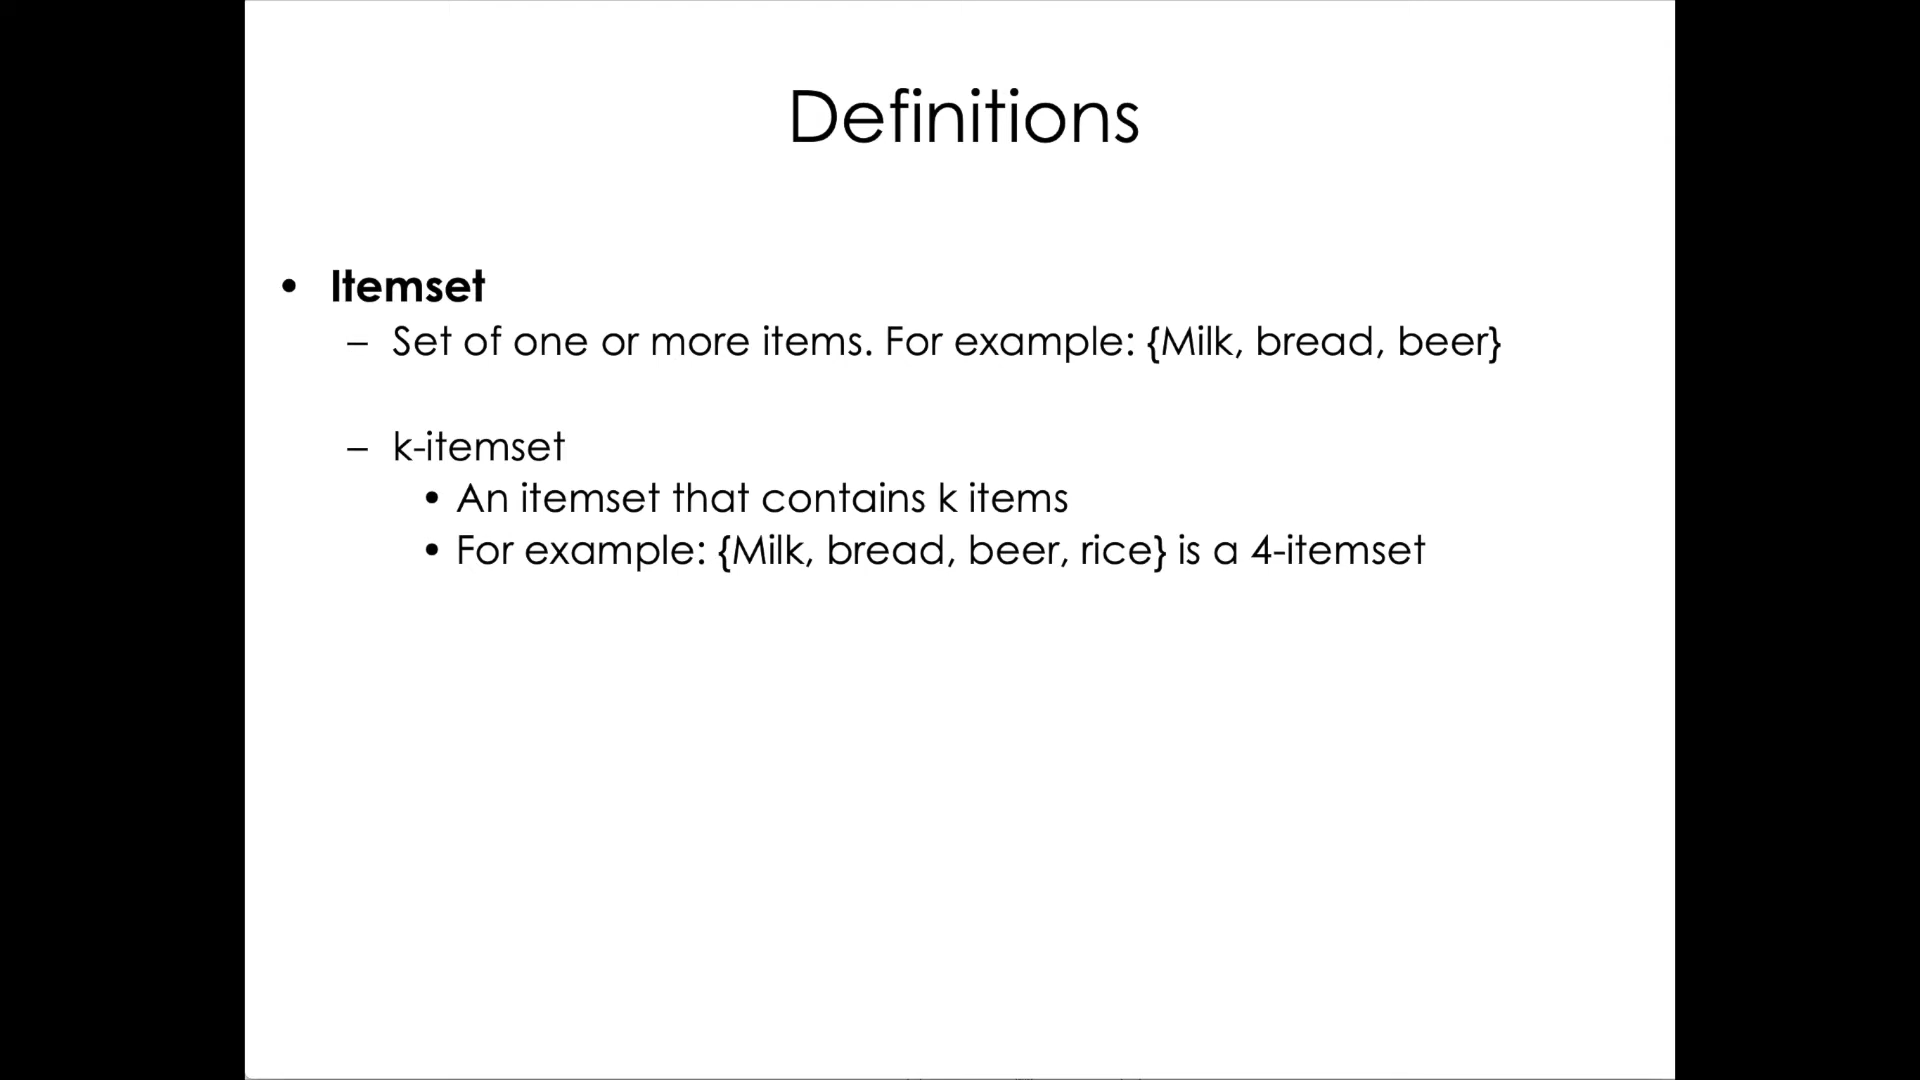 Definitions
• Itemset
– Set of one or more items. For example: {Milk, bread, beer}
– k-itemset
• An itemset that contains k items
• For example: {Milk, bread, beer, rice} is a 4-itemset